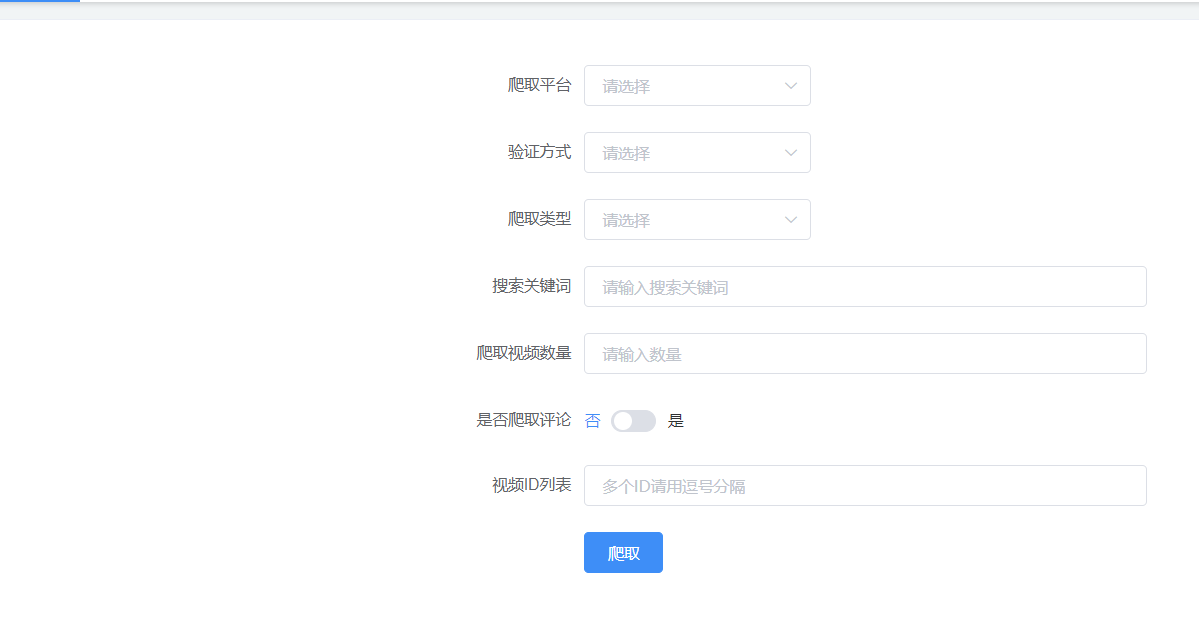 爬取平台 请选择
验证方式 请选择
爬取类型 请选择
搜索关键词 请输入搜索关键词
爬取视频数量 请输入数量
是否爬取评论 否 是
视频ID列表 多个ID请用逗号分隔
爬取